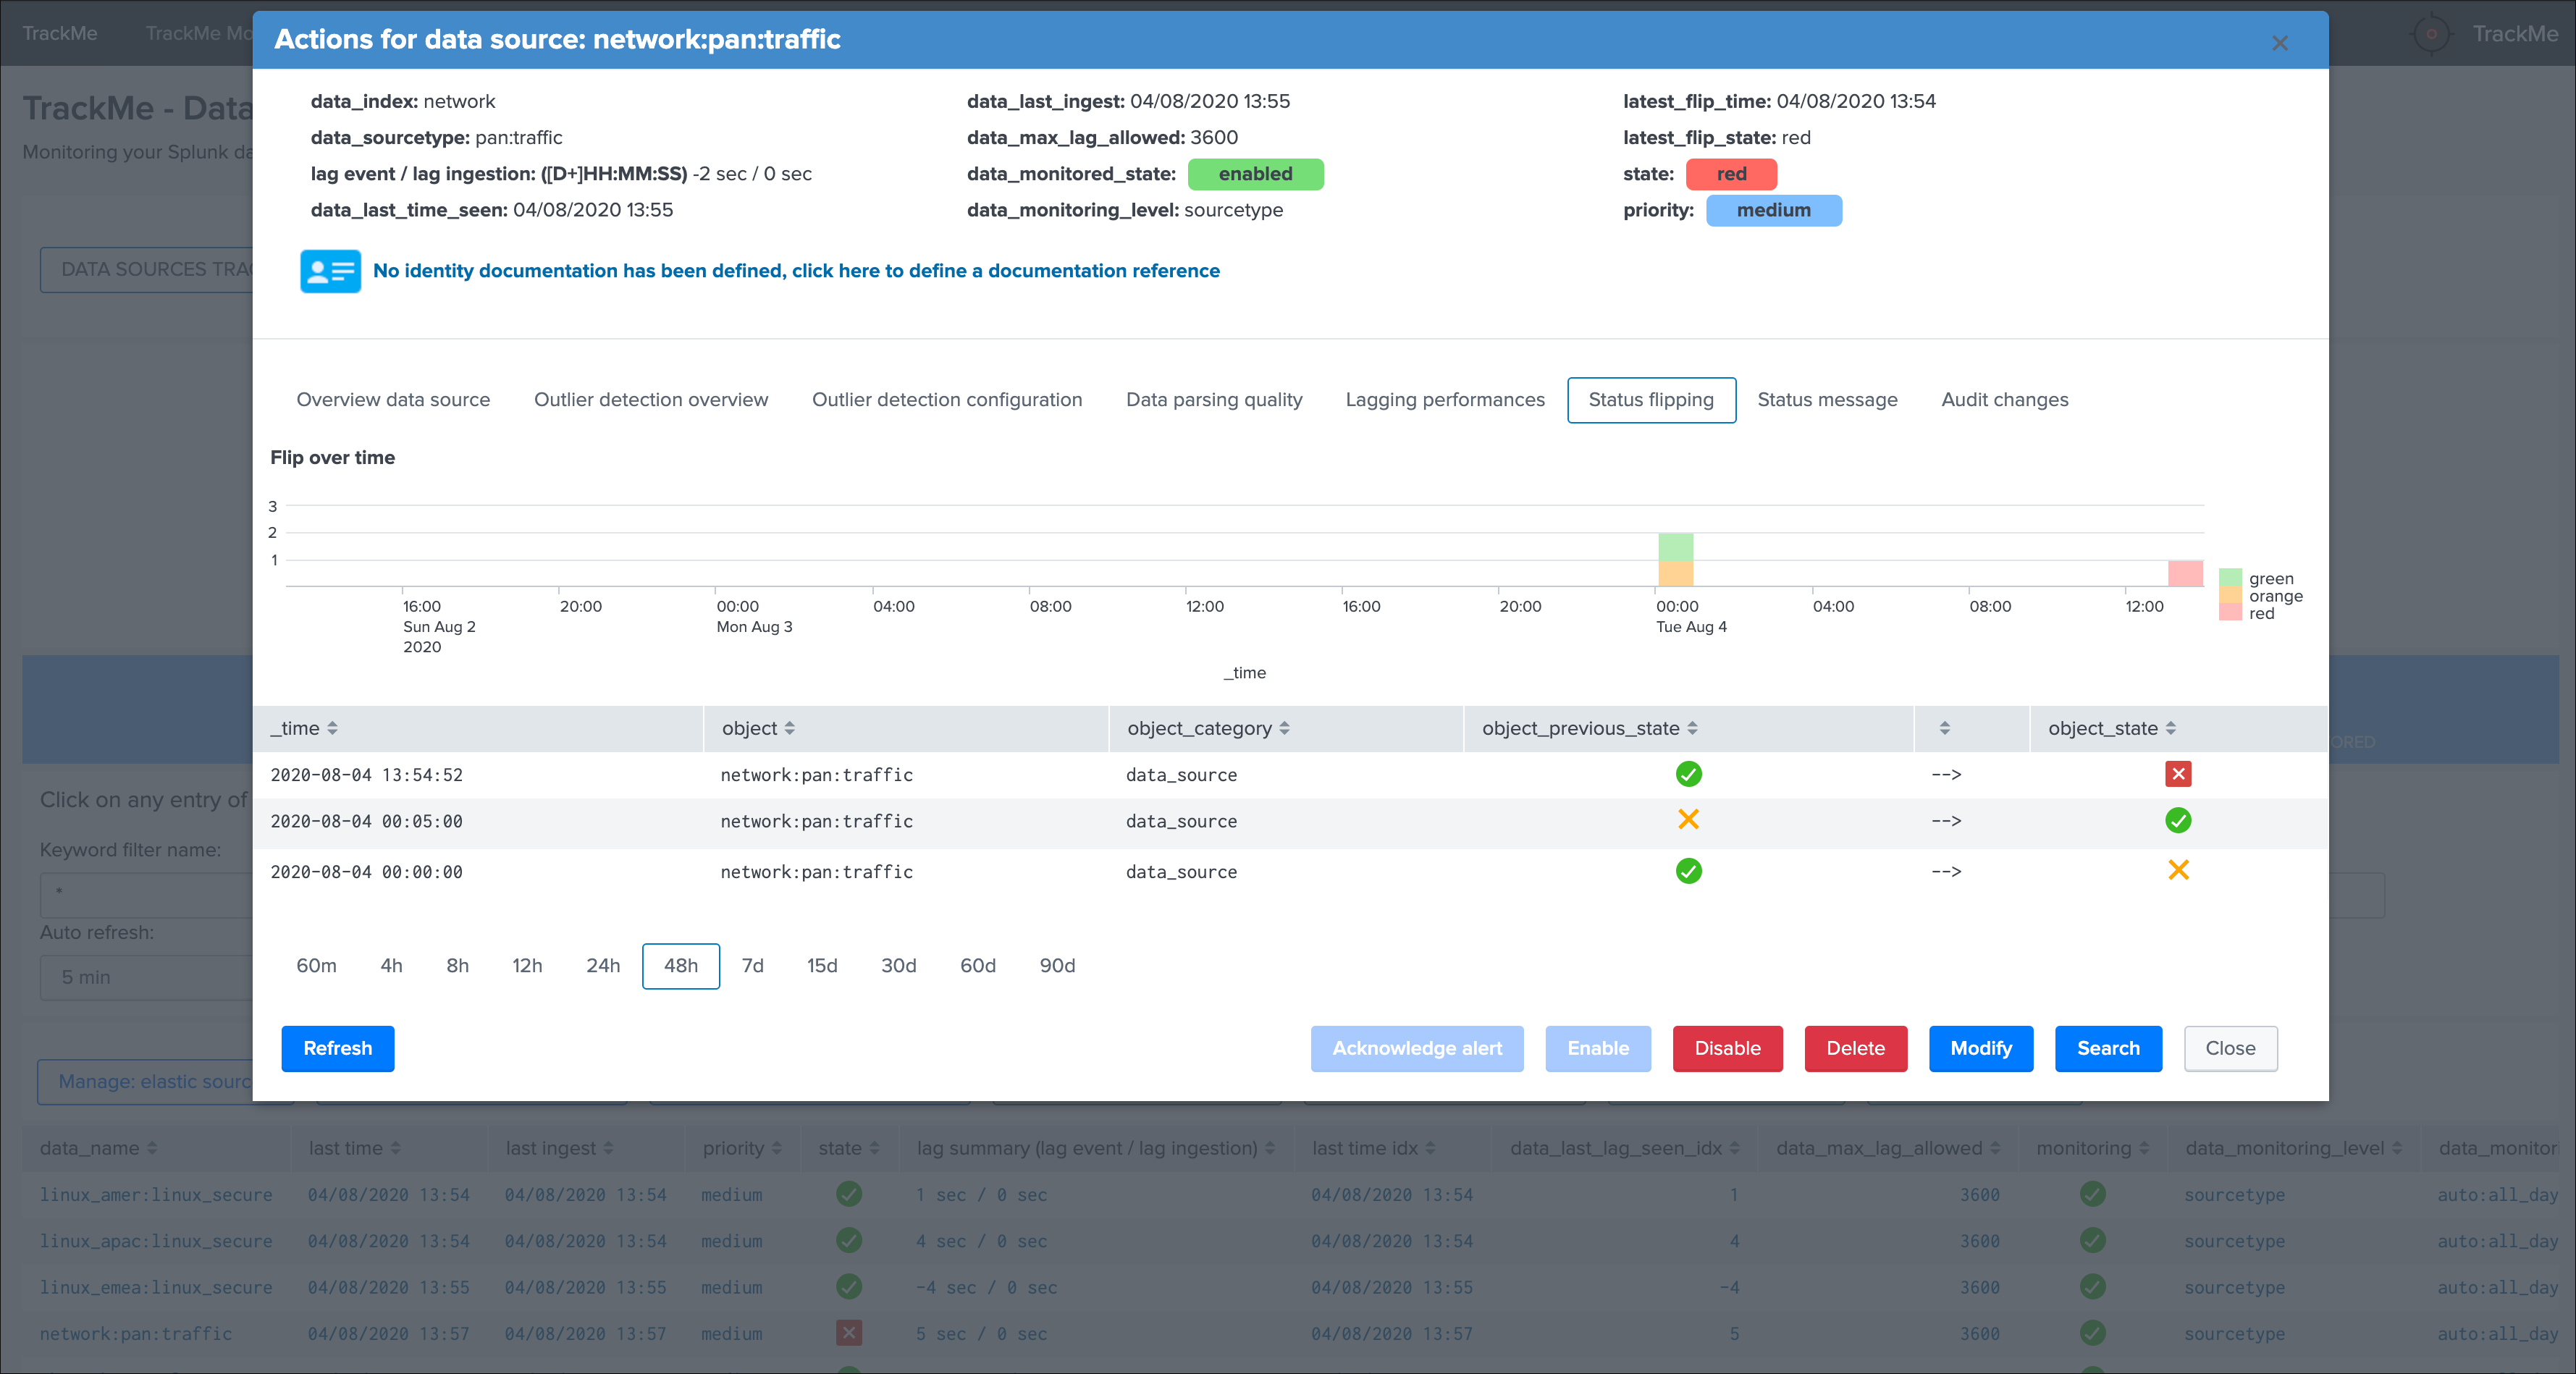 TrackMe
TrackMe Mo
TrackMe
Actions for data source: network:pan:traffic
TrackMe - Data
Monitoring your Splunk da
DATA SOURCES TRAC
data_index: network
data_last_ingest: 04/08/2020 13:55
latest_flip_time: 04/08/2020 13:54
data_sourcetype: pan:traffic
data_max_lag_allowed: 3600
latest_flip_state: red
lag event / lag ingestion: ([D+]HH:MM:SS) -2 sec / 0 sec
data_monitored_state: enabled
state: red
data_last_time_seen: 04/08/2020 13:55
data_monitoring_level: sourcetype
priority: medium
No identity documentation has been defined, click here to define a documentation reference
Overview data source
Outlier detection overview
Outlier detection configuration
Data parsing quality
Lagging performances
Status flipping
Status message
Audit changes
Flip over time
3
2
1
16:00
Sun Aug 2
2020
20:00
00:00
Mon Aug 3
04:00
08:00
12:00
16:00
20:00
00:00
Tue Aug 4
04:00
08:00
12:00
_time
green
orange
red
_time object object_category object_previous_state object_state
2020-08-04 13:54:52 network:pan:traffic data_source -->
2020-08-04 00:05:00 network:pan:traffic data_source -->
2020-08-04 00:00:00 network:pan:traffic data_source -->
ORED
Click on any entry of
Keyword filter name:
*
Auto refresh:
5 min
60m 4h 8h 12h 24h 48h 7d 15d 30d 60d 90d
Refresh
Acknowledge alert
Enable
Disable
Delete
Modify
Search
Close
Manage: elastic sourc
data_name last time last ingest priority state lag summary (lag event / lag ingestion) last time idx data_last_lag_seen_idx data_max_lag_allowed monitoring data_monitoring_level data_monitor
linux_amer:linux_secure 04/08/2020 13:54 04/08/2020 13:54 medium 1 sec / 0 sec 04/08/2020 13:54 1 3600 sourcetype auto:all_day
linux_apac:linux_secure 04/08/2020 13:54 04/08/2020 13:54 medium 4 sec / 0 sec 04/08/2020 13:54 4 3600 sourcetype auto:all_day
linux_emea:linux_secure 04/08/2020 13:55 04/08/2020 13:55 medium -4 sec / 0 sec 04/08/2020 13:55 -4 3600 sourcetype auto:all_day
network:pan:traffic 04/08/2020 13:57 04/08/2020 13:57 medium 5 sec / 0 sec 04/08/2020 13:57 5 3600 sourcetype auto:all_day